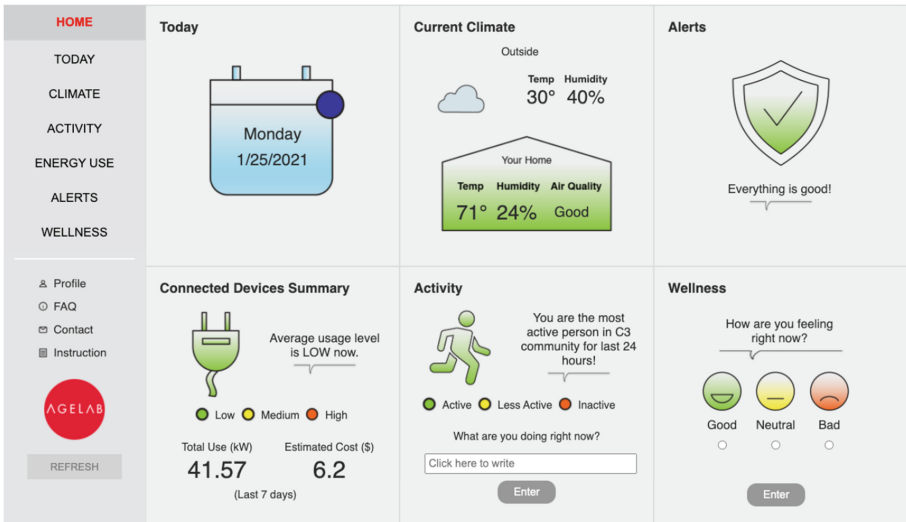 HOME
TODAY
CLIMATE
ACTIVITY
ENERGY USE
ALERTS
WELLNESS
Profile
FAQ
Contact
Instruction
AGELAB
REFRESH
Today
Monday
1/25/2021
Current Climate
Outside
Temp Humidity
30° 40%
Your Home
Temp Humidity Air Quality
71° 24% Good
Alerts
Everything is good!
Connected Devices Summary
Average usage level
is LOW now.
Low Medium High
Total Use (kW) Estimated Cost ($)
41.57 6.2
(Last 7 days)
Activity
You are the most
active person in C3
community for last 24
hours!
Active Less Active Inactive
What are you doing right now?
Click here to write
Enter
Wellness
How are you feeling
right now?
Good Neutral Bad
Enter